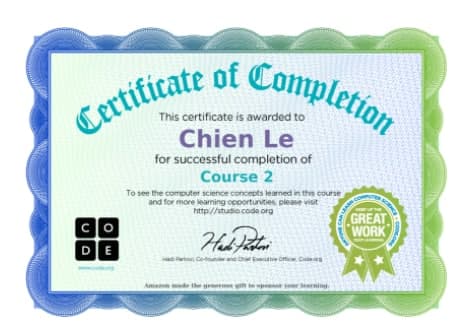 Certificate of Completion
This certificate is awarded to
Chien Le
for successful completion of
Course 2
To see the computer science concepts learned in this course
and for more learning opportunities, please visit
http://studio.code.org
C O
D E
www.code.org
Hadi Partovi
Hadi Partovi, Co-founder and Chief Executive Officer, Code.org
ANYONE CAN LEARN COMPUTER SCIENCE
KEEP UP THE
GREAT
WORK
Amazon made the generous gift to sponsor your learning.